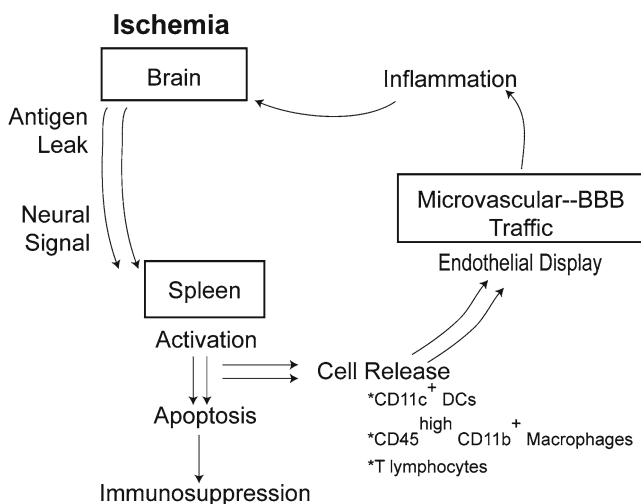 Ischemia
Brain
Inflammation
Antigen
Leak
Microvascular--BBB
Traffic
Neural
Signal
Endothelial Display
Spleen
Activation
Cell Release
*CD11c+ DCs
Apoptosis
*CD45high CD11b+ Macrophages
*T lymphocytes
Immunosuppression